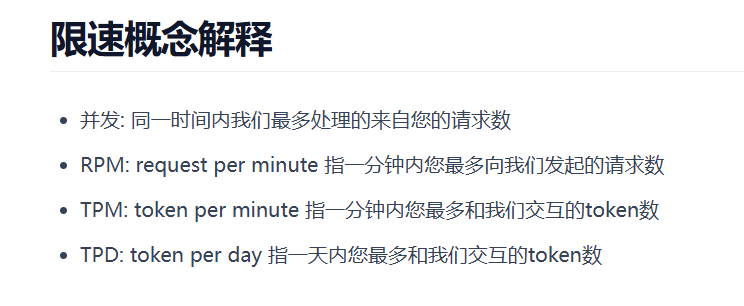 限速概念解释
并发: 同一时间内我们最多处理的来自您的请求数
RPM: request per minute 指一分钟内您最多向我们发起的请求数
TPM: token per minute 指一分钟内您最多和我们交互的token数
TPD: token per day 指一天内您最多和我们交互的token数